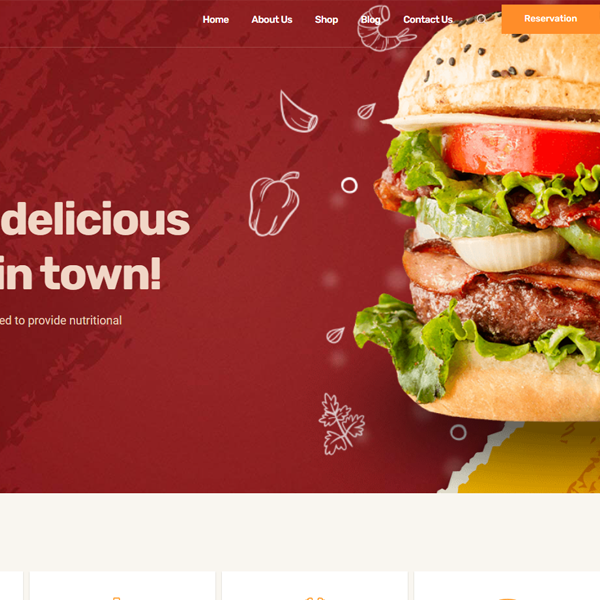 Home About Us Shop Blog Contact Us Reservation
delicious
in town!
ed to provide nutritional